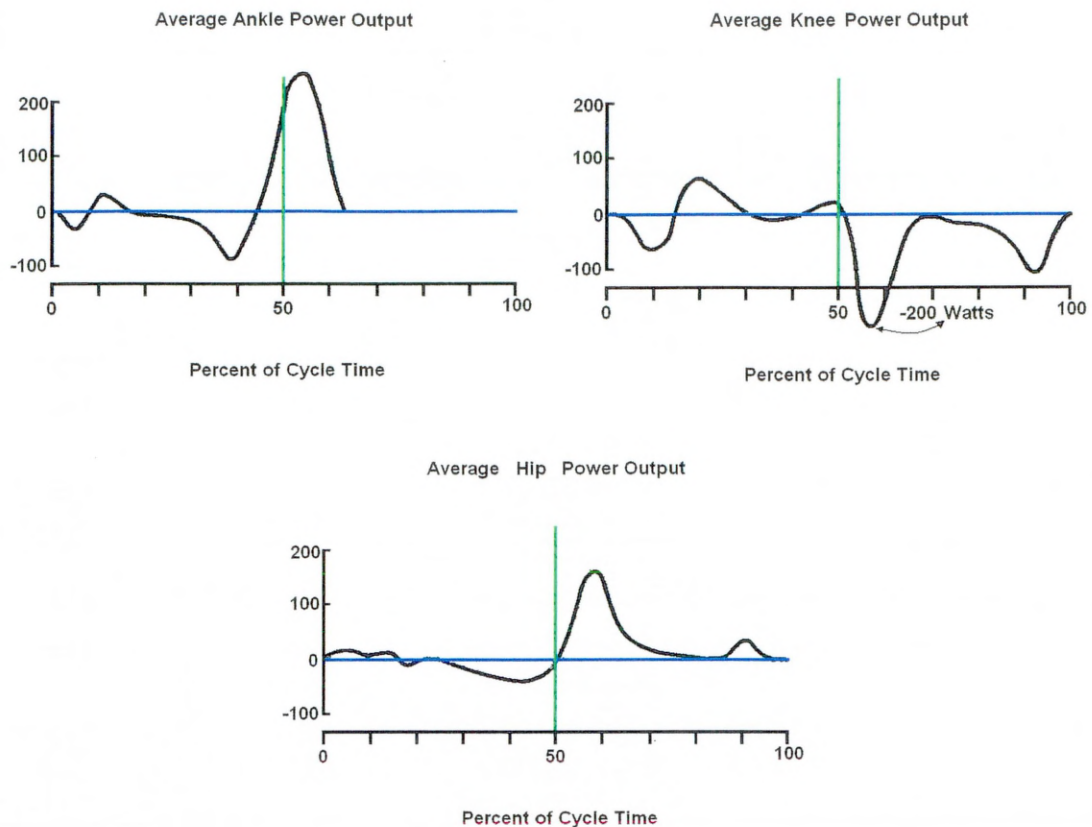 Average Ankle Power Output
200
100
0
-100
0 50 100
Percent of Cycle Time
Average Knee Power Output
200
100
0
-100
0 50 100
-200 Watts
Percent of Cycle Time
Average Hip Power Output
200
100
0
-100
0 50 100
Percent of Cycle Time